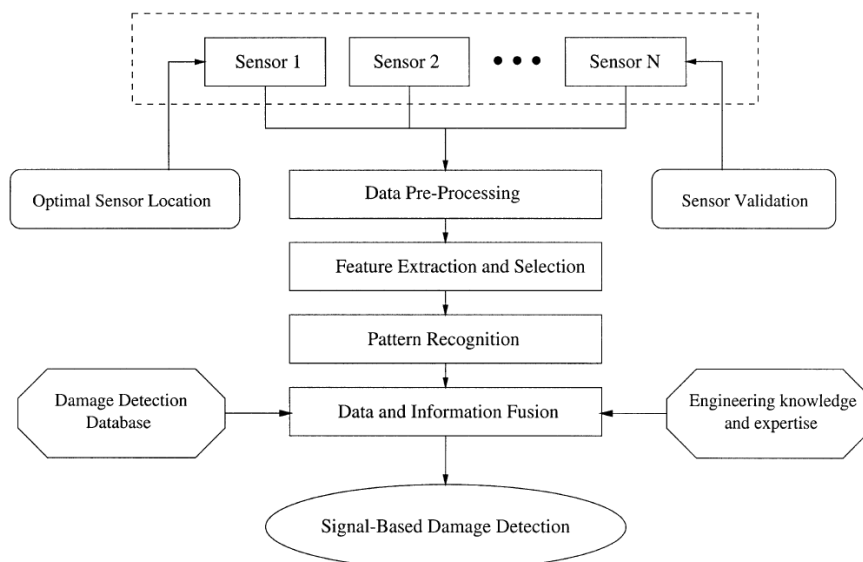 Sensor 1
Sensor 2
Sensor N
Optimal Sensor Location
Data Pre-Processing
Sensor Validation
Feature Extraction and Selection
Pattern Recognition
Damage Detection
Database
Data and Information Fusion
Engineering knowledge
and expertise
Signal-Based Damage Detection